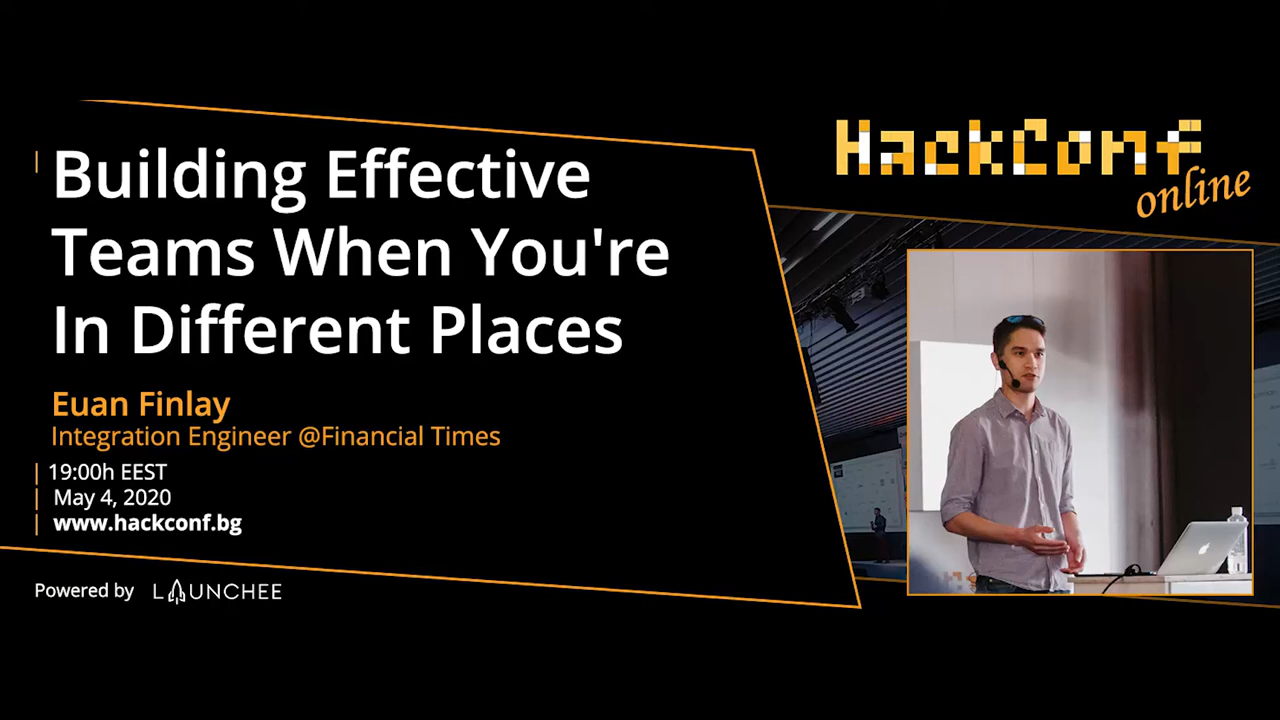 Building Effective
Teams When You're
In Different Places
Euan Finlay
Integration Engineer @Financial Times
19:00h EEST
May 4, 2020
www.hackconf.bg
Powered by LAUNCHEE
HackConf
online